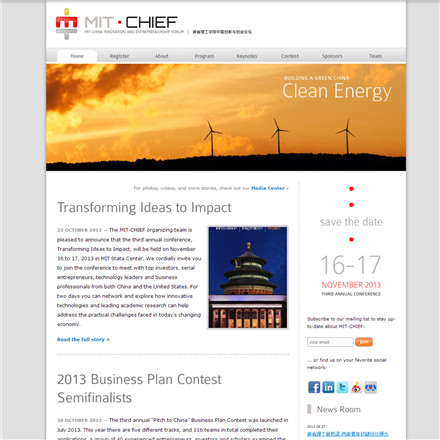 MIT · CHIEF
MIT-CHINA INNOVATION AND ENTREPRENEURSHIP FORUM | 麻省理工学院中国创新与创业论坛
Home Register About Program Keynotes Contest Sponsors Team
BUILDING A GREEN CHINA
Clean Energy
For photos, videos, and more stories, check out our Media Center »
Transforming Ideas to Impact
22 OCTOBER 2013 — The MIT-CHIEF organizing team is
pleased to announce that the third annual conference,
Transforming Ideas to Impact, will be held on November
16 to 17, 2013 in MIT Stata Center. We cordially invite you
to join the conference to meet with top investors, serial
entrepreneurs, technology leaders and business
professionals from both China and the United States. For
two days you can network and explore how innovative
technologies and leading academic research can help
address the practical challenges faced in today's changing
economy.
Read the full story »
innovation | inspiration |
2013 Business Plan Contest
Semifinalists
20 OCTOBER 2013 — The third annual "Pitch to China" Business Plan Contest was launched in
July 2013. This year there are five different tracks, and 116 teams in total completed their
applications. A group of 40 experienced entrepreneurs, investors and scholars examined the
save the date
16-17
NOVEMBER 2013
THIRD ANNUAL CONFERENCE
Subscribe to our mailing list to stay up-
to-date about MIT-CHIEF:
your email
join
... or find us on your favorite social
network:
News Room
2013.10.27